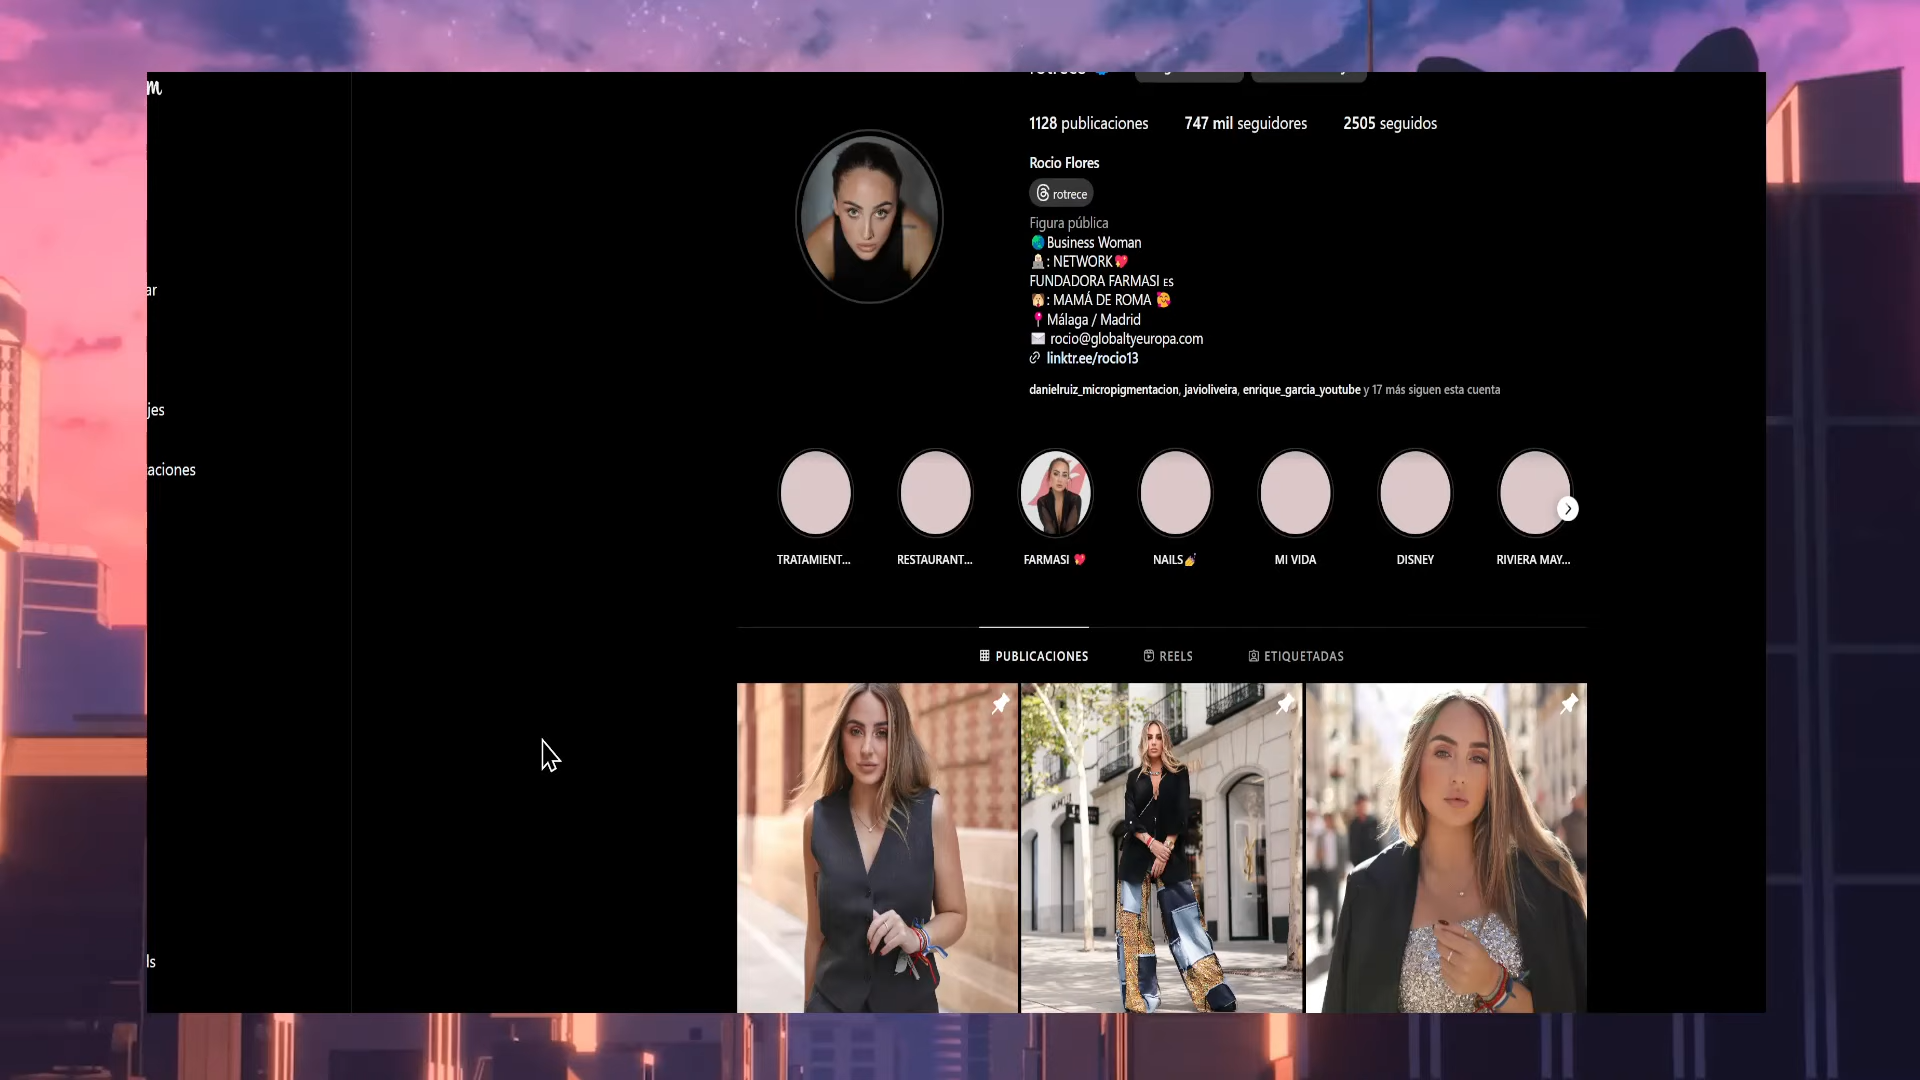 m
ar
jes
aciones
ls
rotrece
1128 publicaciones 747 mil seguidores 2505 seguidos
Rocio Flores
rotrece
Figura pública
🌏Business Woman
👩🏼‍💻: NETWORK💖
FUNDADORA FARMASI ᴇs
👸🏼: MAMÁ DE ROMA 🥰
📍Málaga / Madrid
✉️ rocio@globaltyeuropa.com
linktr.ee/rocio13
danielruiz_micropigmentacion, javioliveira, enrique_garcia_youtube y 17 más siguen esta cuenta
TRATAMIENT... RESTAURANT... FARMASI 💖 NAILS💅 MI VIDA DISNEY RIVIERA MAY...
PUBLICACIONES REELS ETIQUETADAS